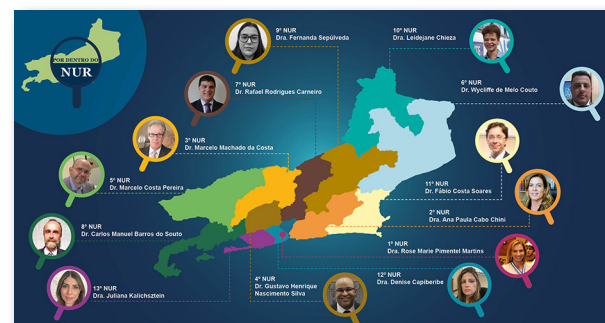 POR DENTRO DO
NUR
9º NUR
Dra. Fernanda Sepúlveda
10º NUR
Dra. Leidejane Chieza
7º NUR
Dr. Rafael Rodrigues Carneiro
6º NUR
Dr. Wycliffe de Melo Couto
3º NUR
Dr. Marcelo Machado da Costa
5º NUR
Dr. Marcelo Costa Pereira
11º NUR
Dr. Fábio Costa Soares
2º NUR
Dra. Ana Paula Cabo Chini
8º NUR
Dr. Carlos Manuel Barros do Souto
1º NUR
Dra. Rose Marie Pimentel Martins
13º NUR
Dra. Juliana Kalichsztein
4º NUR
Dr. Gustavo Henrique
Nascimento Silva
12º NUR
Dra. Denise Capiberibe